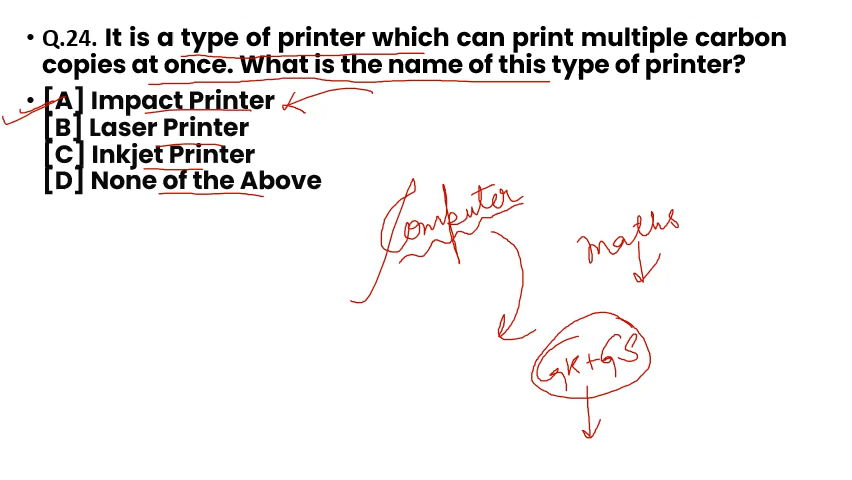 • Q.24. It is a type of printer which can print multiple carbon
copies at once. What is the name of this type of printer?
• [A] Impact Printer
[B] Laser Printer
[C] Inkjet Printer
[D] None of the Above
Computer
maths
GK+GS